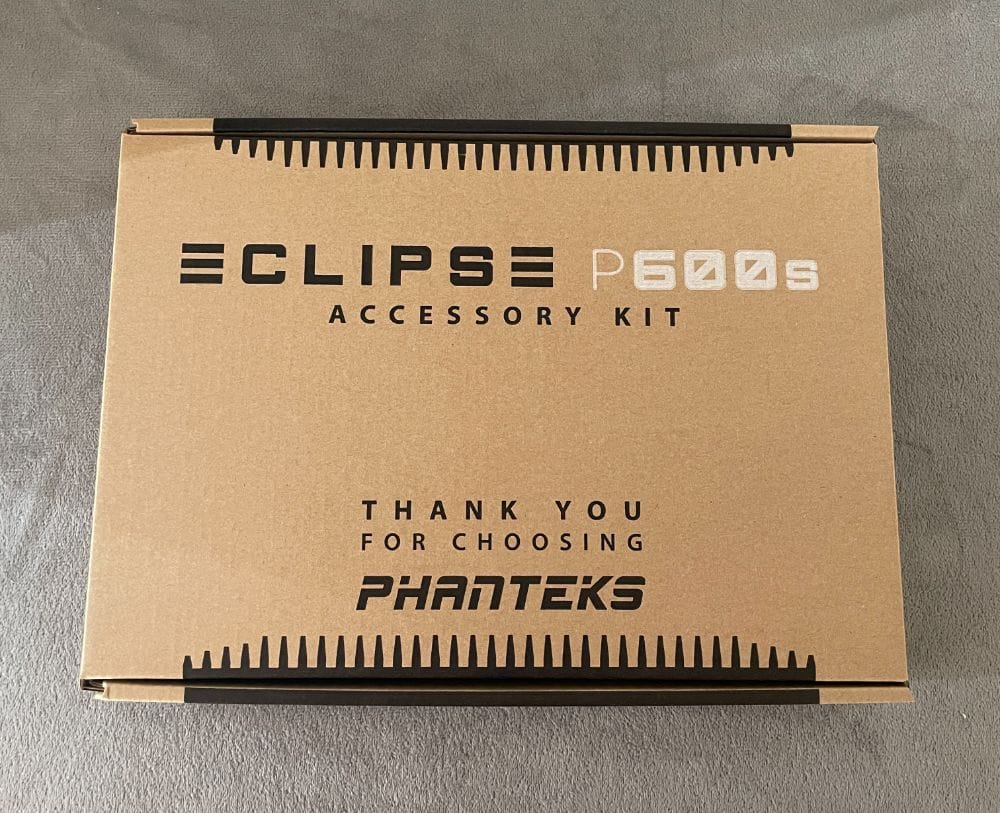 ECLIPSE P600s
ACCESSORY KIT
THANK YOU
FOR CHOOSING
PHANTEKS